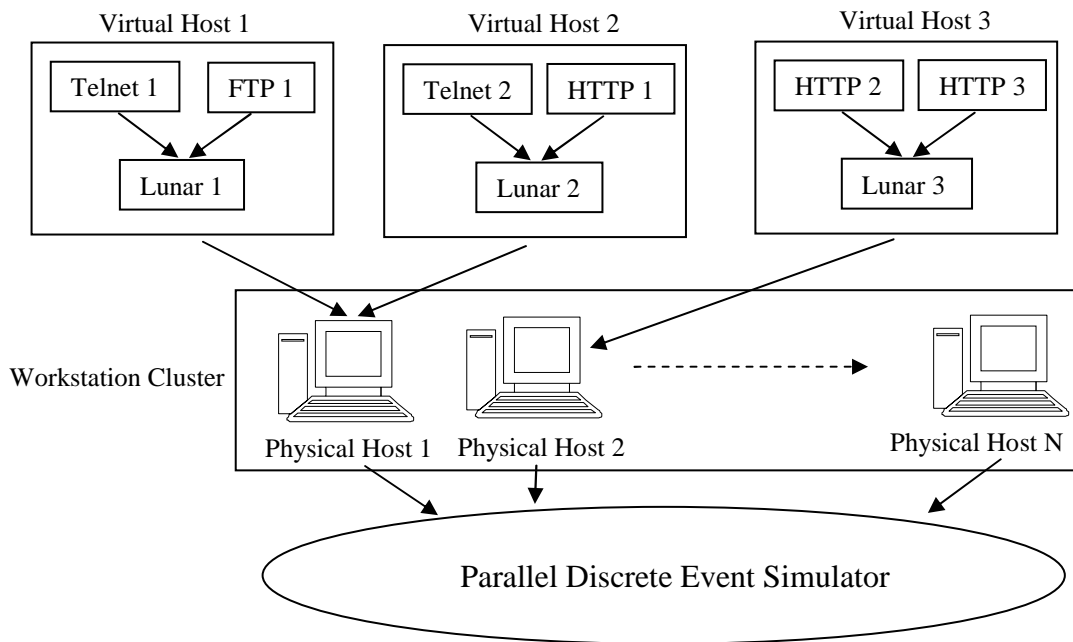 Virtual Host 1
Virtual Host 2
Virtual Host 3
Telnet 1
FTP 1
Telnet 2
HTTP 1
HTTP 2
HTTP 3
Lunar 1
Lunar 2
Lunar 3
Workstation Cluster
Physical Host 1
Physical Host 2
Physical Host N
Parallel Discrete Event Simulator